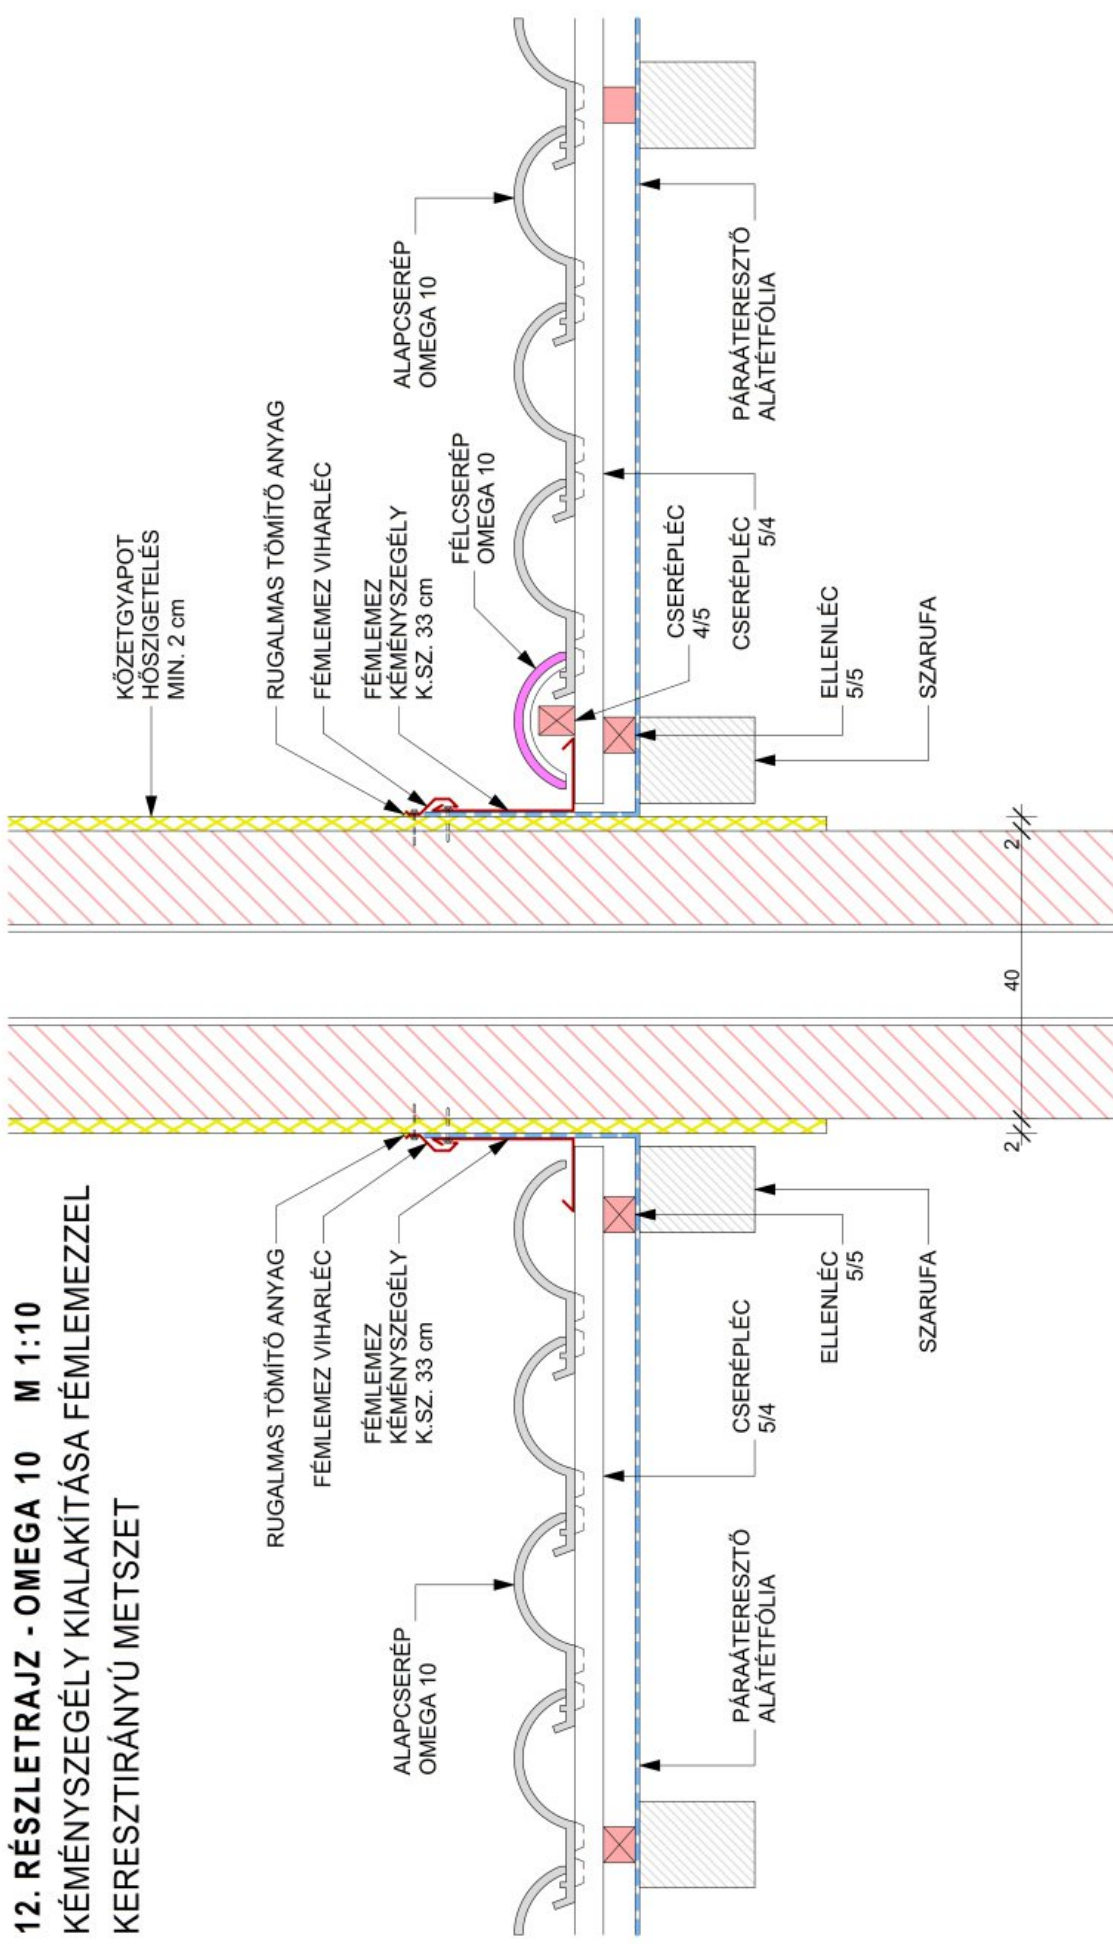 12. RÉSZLETRAJZ - OMEGA 10 M 1:10
KÉMÉNYSZEGÉLY KIALAKÍTÁSA FÉMLEMEZZEL
KERESZTIRÁNYÚ METSZET
RUGALMAS TÖMÍTŐ ANYAG
FÉMLEMEZ VIHARLÉC
FÉMLEMEZ
KÉMÉNYSZEGÉLY
K.SZ. 33 cm
ALAPCSERÉP
OMEGA 10
PÁRAÁTERESZTŐ
ALÁTÉTFÓLIA
CSERÉPLÉC
5/4
ELLENLÉC
5/5
SZARUFA
2
40
2
KŐZETGYAPOT
HŐSZIGETELÉS
MIN. 2 cm
RUGALMAS TÖMÍTŐ ANYAG
FÉMLEMEZ VIHARLÉC
FÉMLEMEZ
KÉMÉNYSZEGÉLY
K.SZ. 33 cm
FÉLCSERÉP
OMEGA 10
ALAPCSERÉP
OMEGA 10
CSERÉPLÉC
4/5
CSERÉPLÉC
5/4
PÁRAÁTERESZTŐ
ALÁTÉTFÓLIA
ELLENLÉC
5/5
SZARUFA